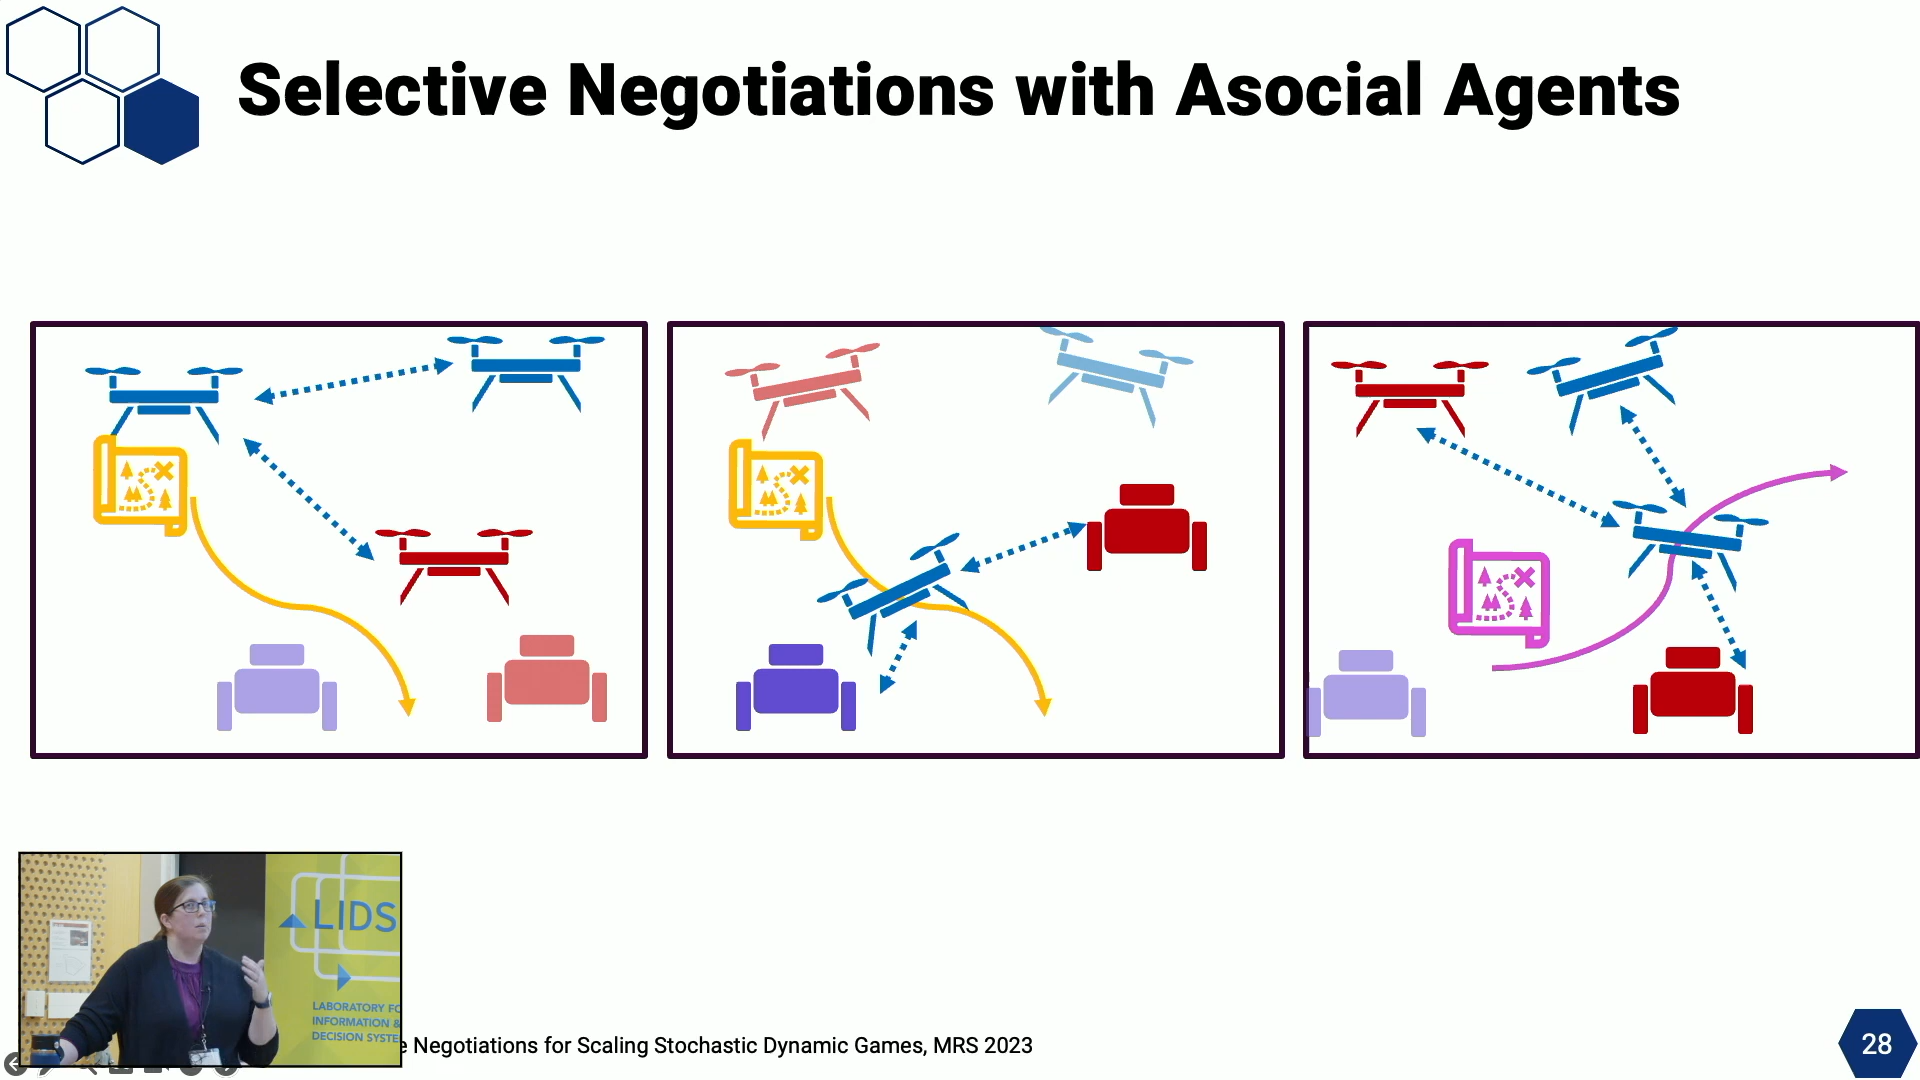 Selective Negotiations with Asocial Agents
LIDS
LABORATORY FO
INFORMATION &
DECISION SYSTE
e Negotiations for Scaling Stochastic Dynamic Games, MRS 2023
28